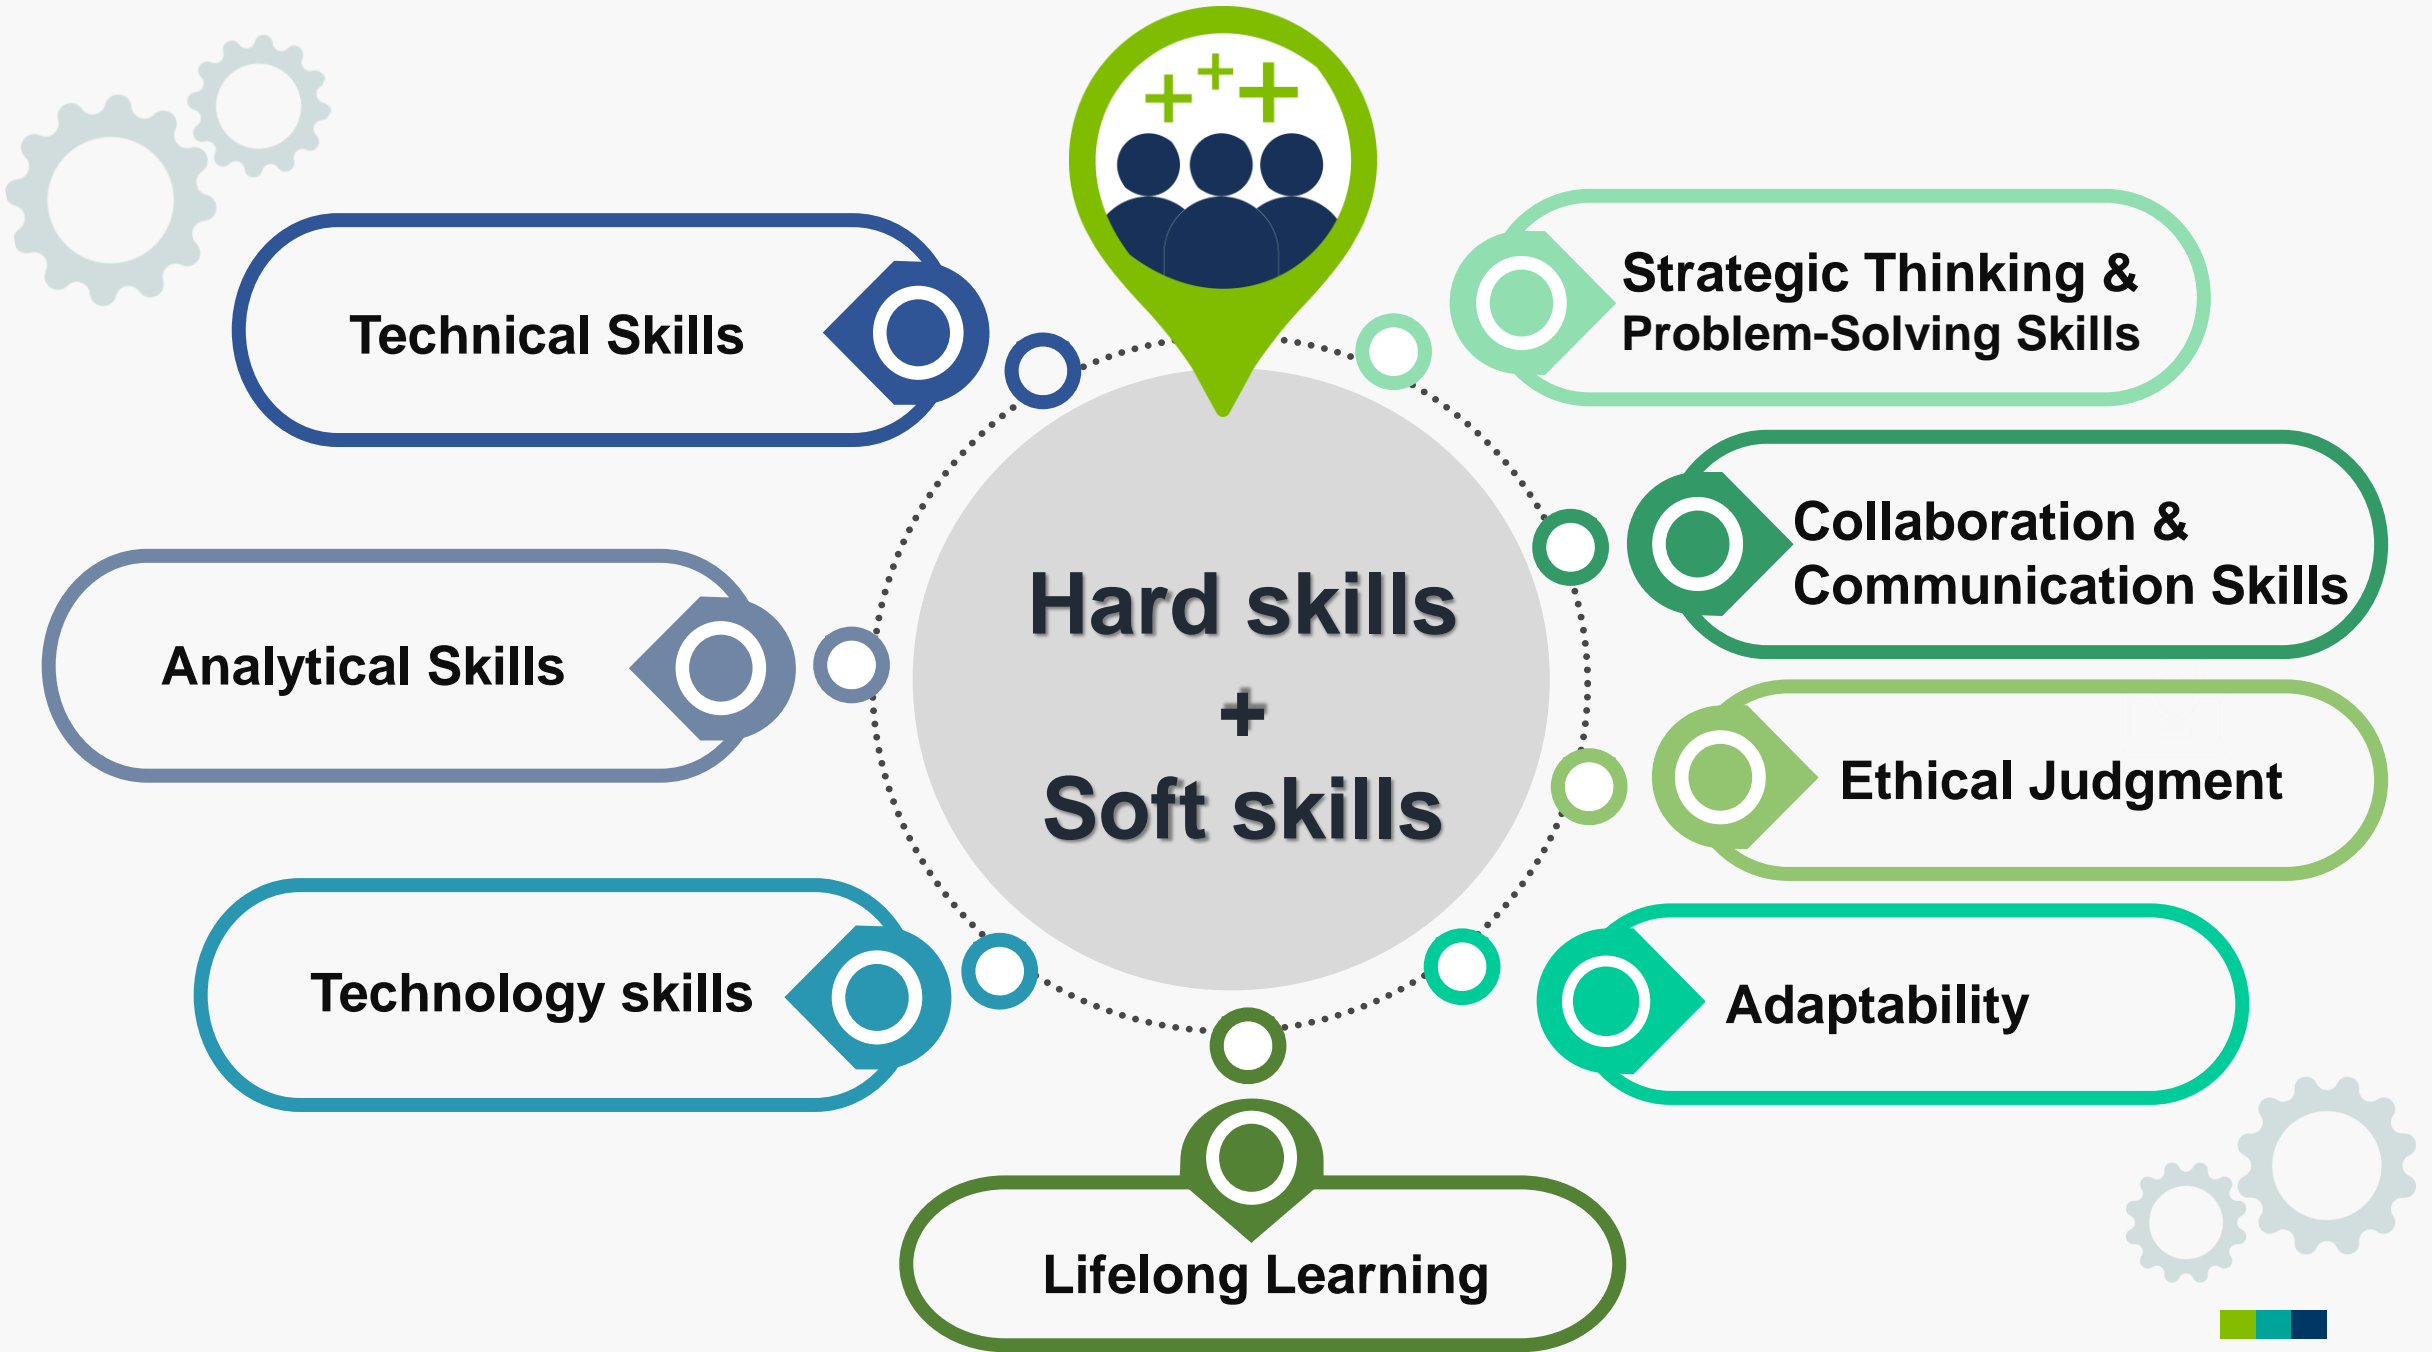 Technical Skills
Analytical Skills
Technology skills
Hard skills
+
Soft skills
Strategic Thinking &
Problem-Solving Skills
Collaboration &
Communication Skills
Ethical Judgment
Adaptability
Lifelong Learning